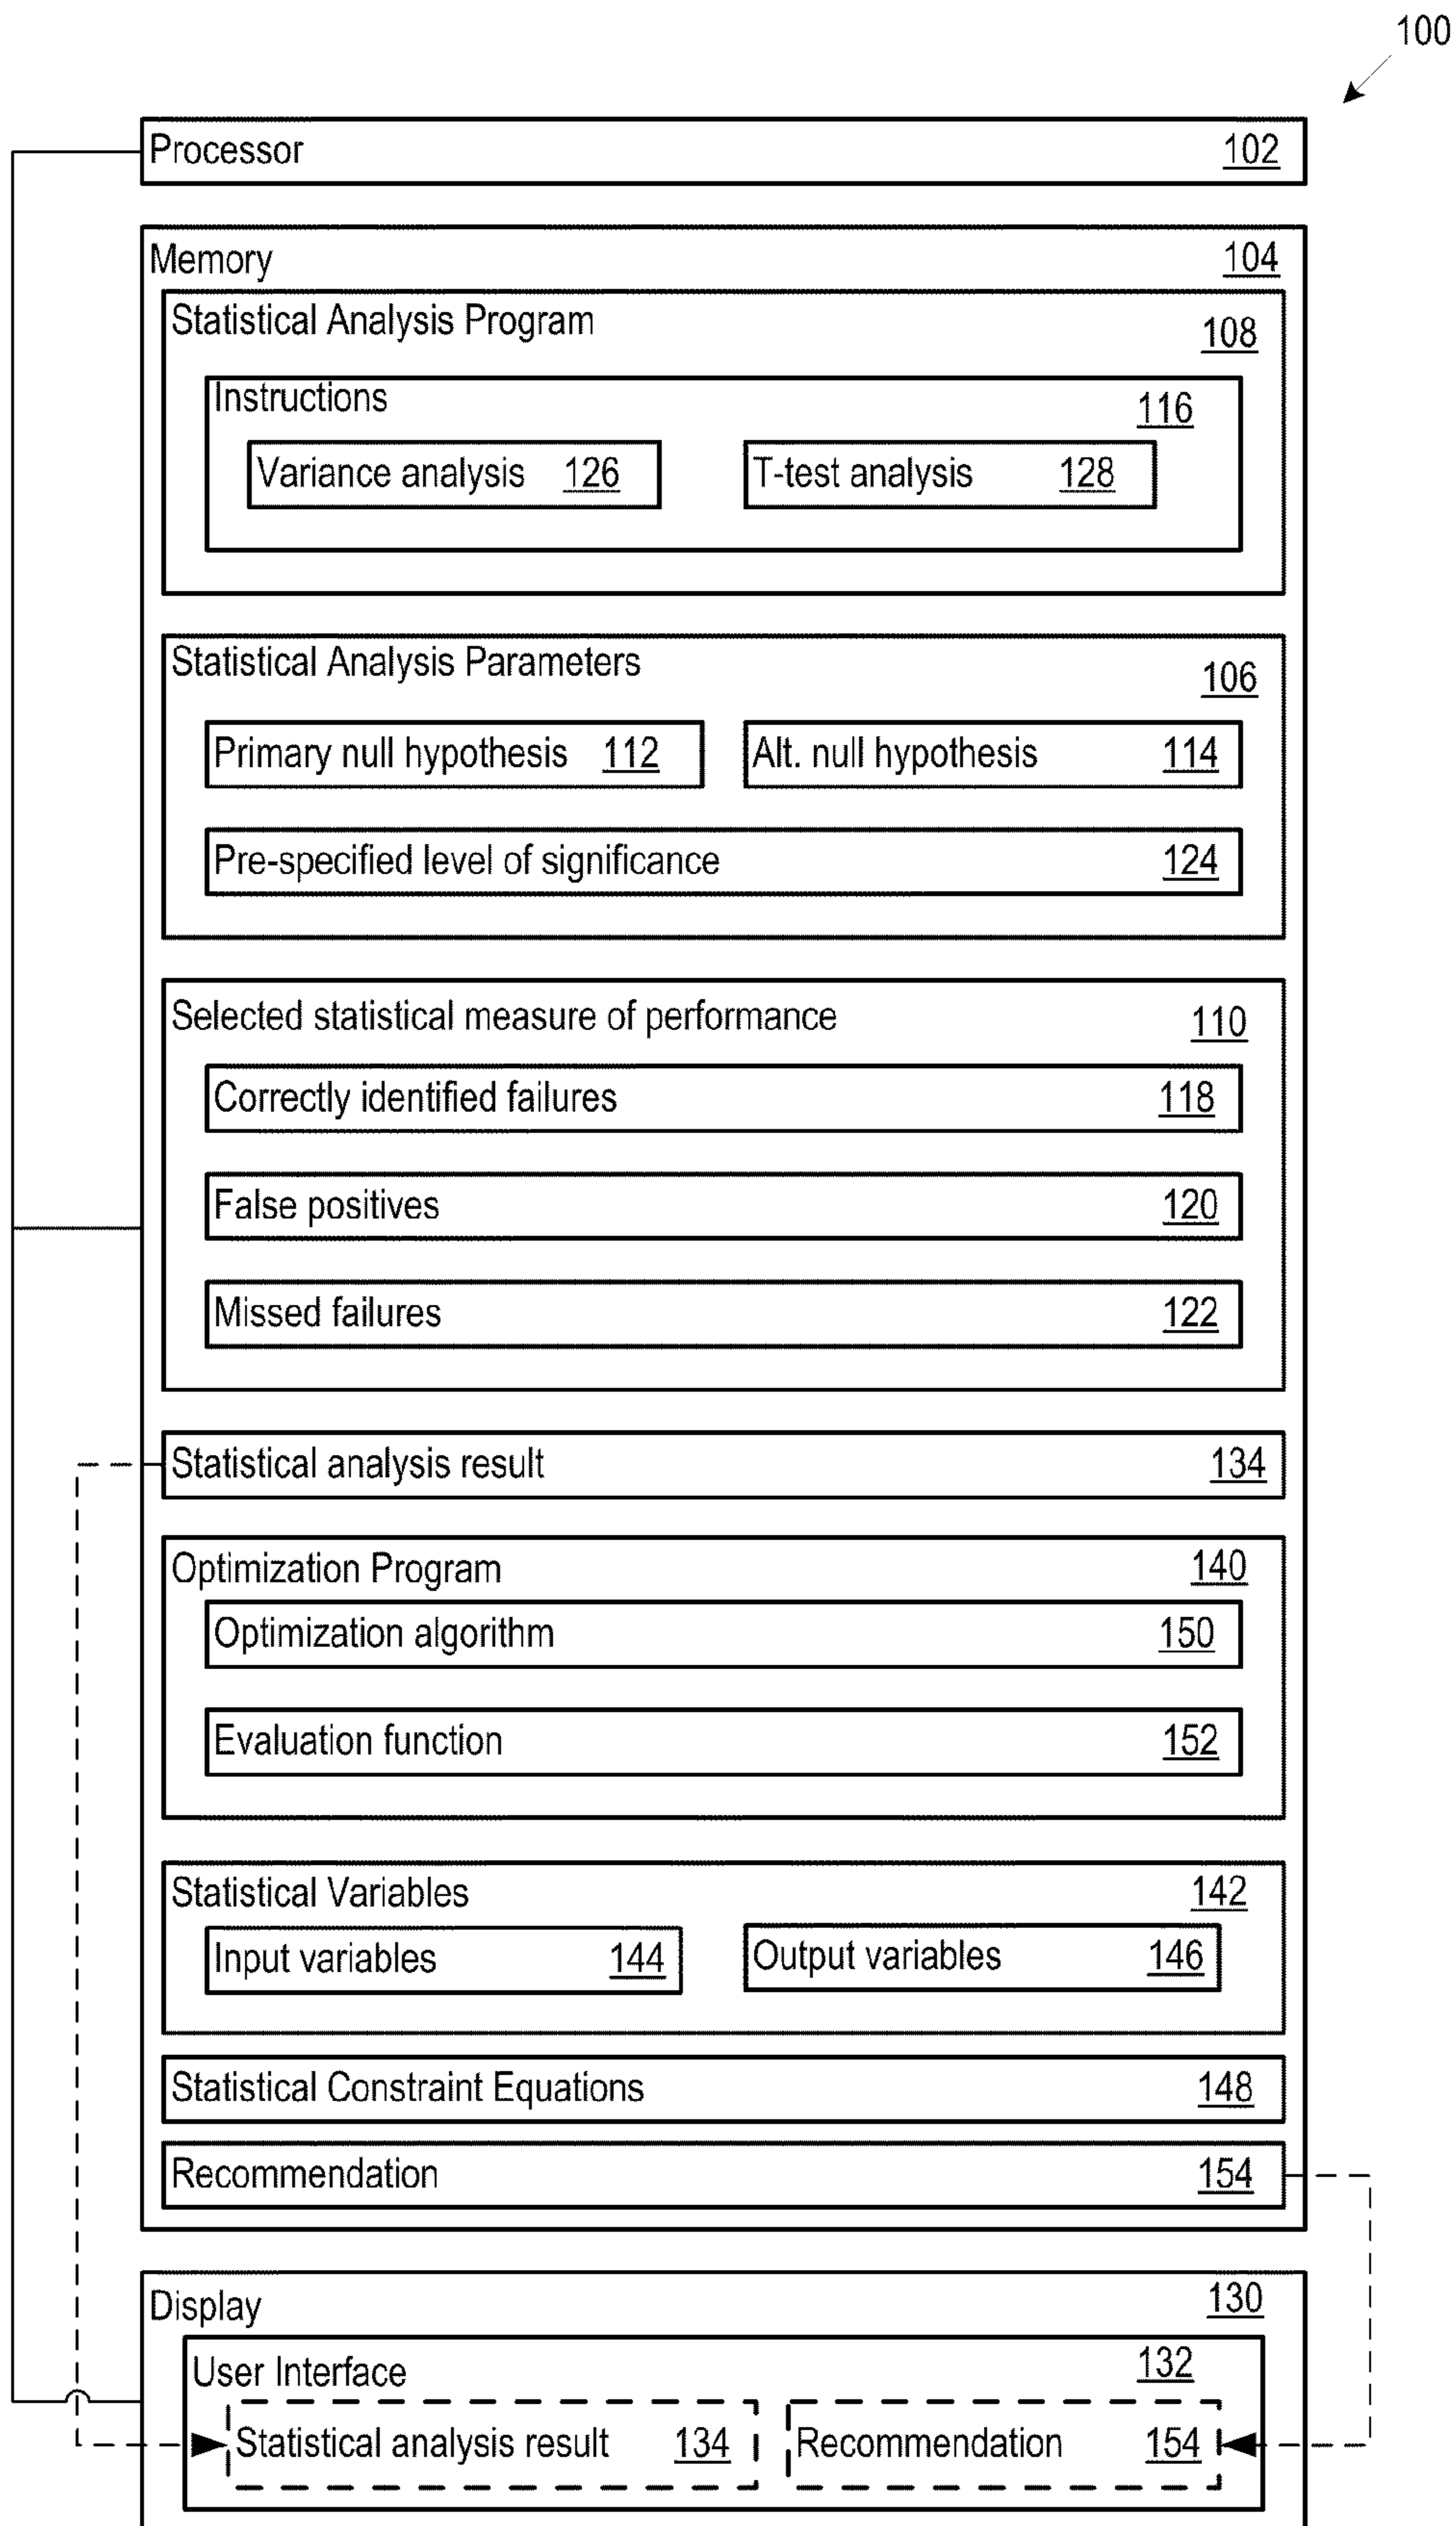 100
Processor 102
Memory 104
Statistical Analysis Program 108
Instructions 116
Variance analysis 126 T-test analysis 128
Statistical Analysis Parameters 106
Primary null hypothesis 112 Alt. null hypothesis 114
Pre-specified level of significance 124
Selected statistical measure of performance 110
Correctly identified failures 118
False positives 120
Missed failures 122
Statistical analysis result 134
Optimization Program 140
Optimization algorithm 150
Evaluation function 152
Statistical Variables 142
Input variables 144 Output variables 146
Statistical Constraint Equations 148
Recommendation 154
Display 130
User Interface 132
Statistical analysis result 134 Recommendation 154